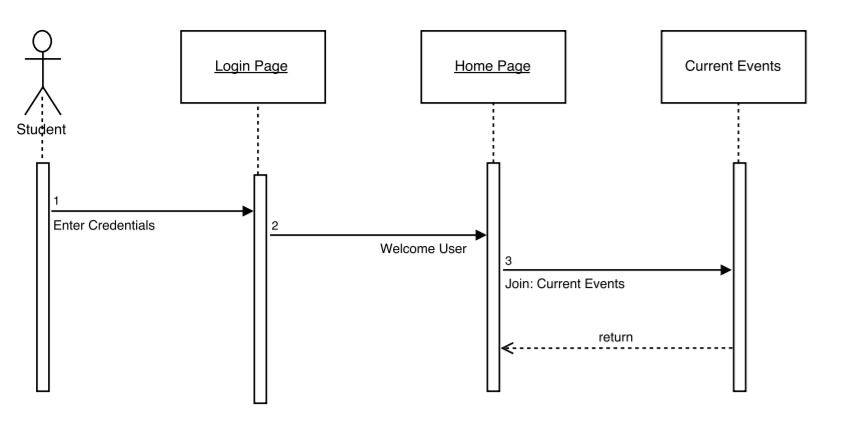 Login Page
Home Page
Current Events
Student
1
Enter Credentials
2
Welcome User
3
Join: Current Events
return